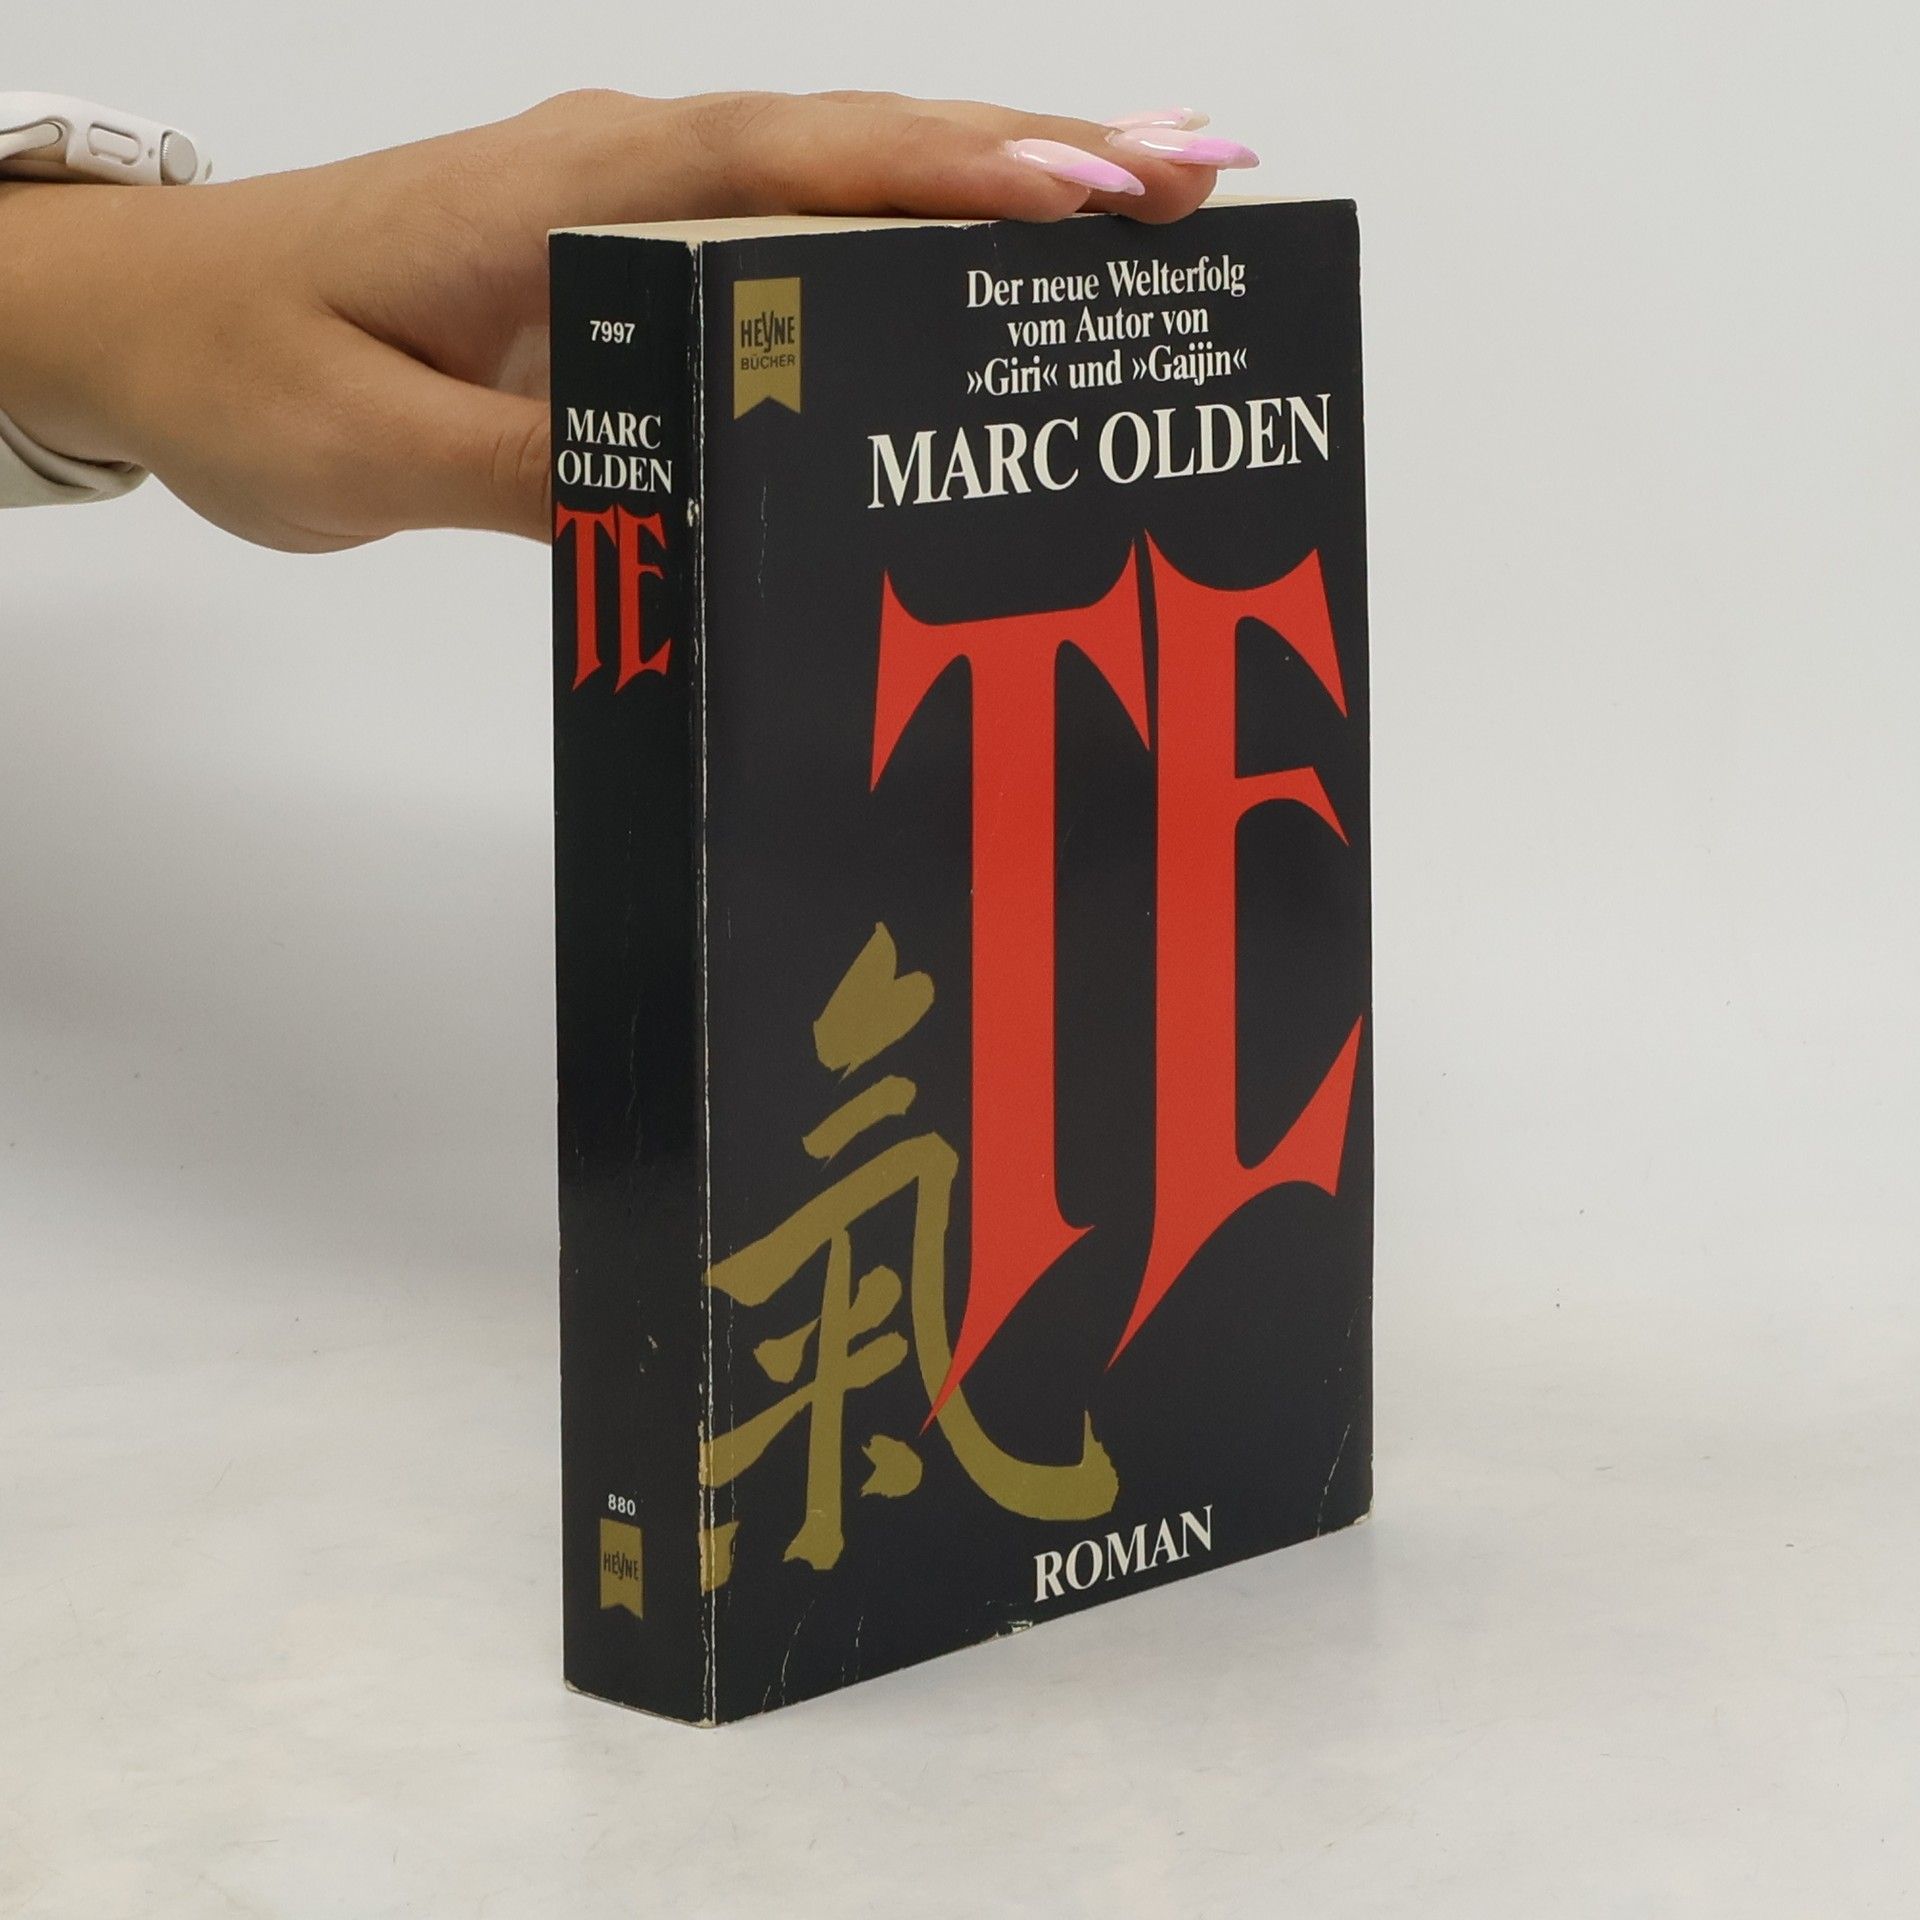 7997
MARC
OLDEN
TE
880
HEYNE
HEYNE
BÜCHER
Der neue Welterfolg
vom Autor von
»Giri« und »Gaijin«
MARC OLDEN
TE
氣
ROMAN